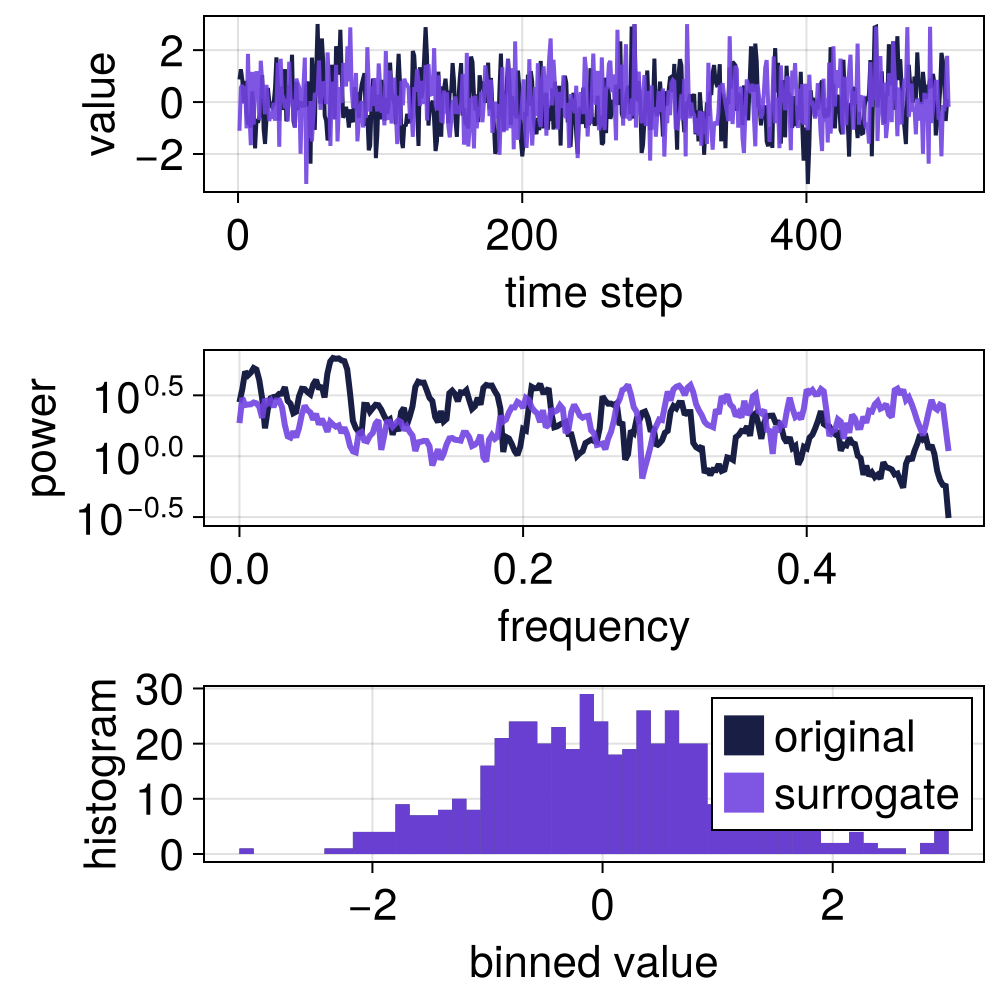 value
2
0
−2
0 200 400
time step
power
10^0.5
10^0.0
10^−0.5
0.0 0.2 0.4
frequency
histogram
30
20
10
0
original
surrogate
−2 0 2
binned value